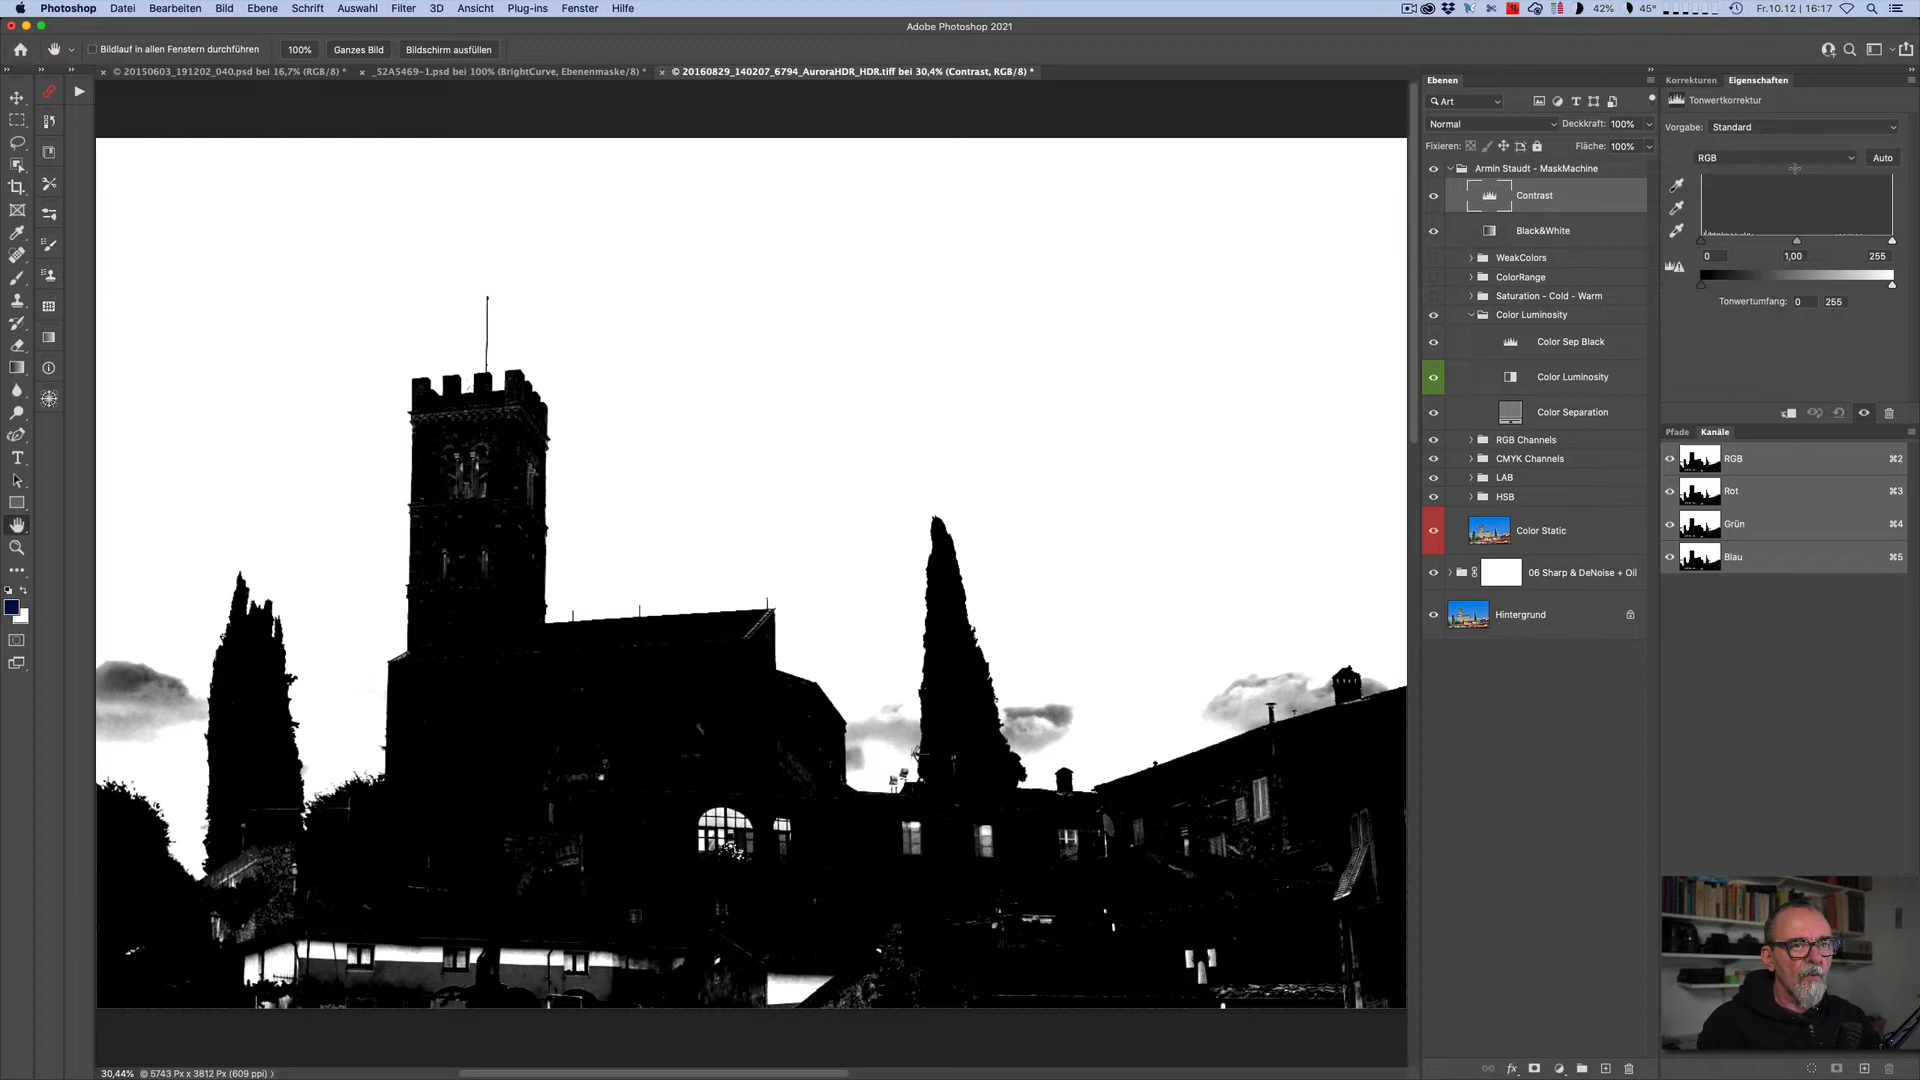 Photoshop Datei Bearbeiten Bild Ebene Schrift Auswahl Filter 3D Ansicht Plug-ins Fenster Hilfe 42% 45° Fr.10.12 | 16:17
Adobe Photoshop 2021
Bildlauf in allen Fenstern durchführen 100% Ganzes Bild Bildschirm ausfüllen
© 20150603_191202_040.psd bei 16,7% (RGB/8) * _52A5469-1.psd bei 100% (BrightCurve, Ebenenmaske/8) * © 20160829_140207_6794_AuroraHDR_HDR.tiff bei 30,4% (Contrast, RGB/8) *
Ebenen
Art
Normal Deckkraft: 100%
Fixieren: Fläche: 100%
Armin Staudt - MaskMachine
Contrast
Black&White
WeakColors
ColorRange
Saturation - Cold - Warm
Color Luminosity
Color Sep Black
Color Luminosity
Color Separation
RGB Channels
CMYK Channels
LAB
HSB
Color Static
06 Sharp & DeNoise + Oil
Hintergrund
Korrekturen Eigenschaften
Tonwertkorrektur
Vorgabe: Standard
RGB Auto
0 1,00 255
Tonwertumfang: 0 255
Pfade Kanäle
RGB ⌘2
Rot ⌘3
Grün ⌘4
Blau ⌘5
30,44% © 5743 Px x 3812 Px (609 ppi)